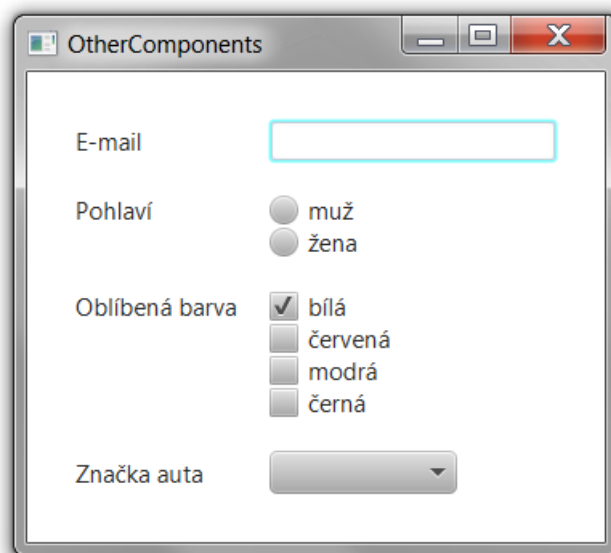 OtherComponents
E-mail
Pohlaví
muž
žena
Oblíbená barva
bílá
červená
modrá
černá
Značka auta